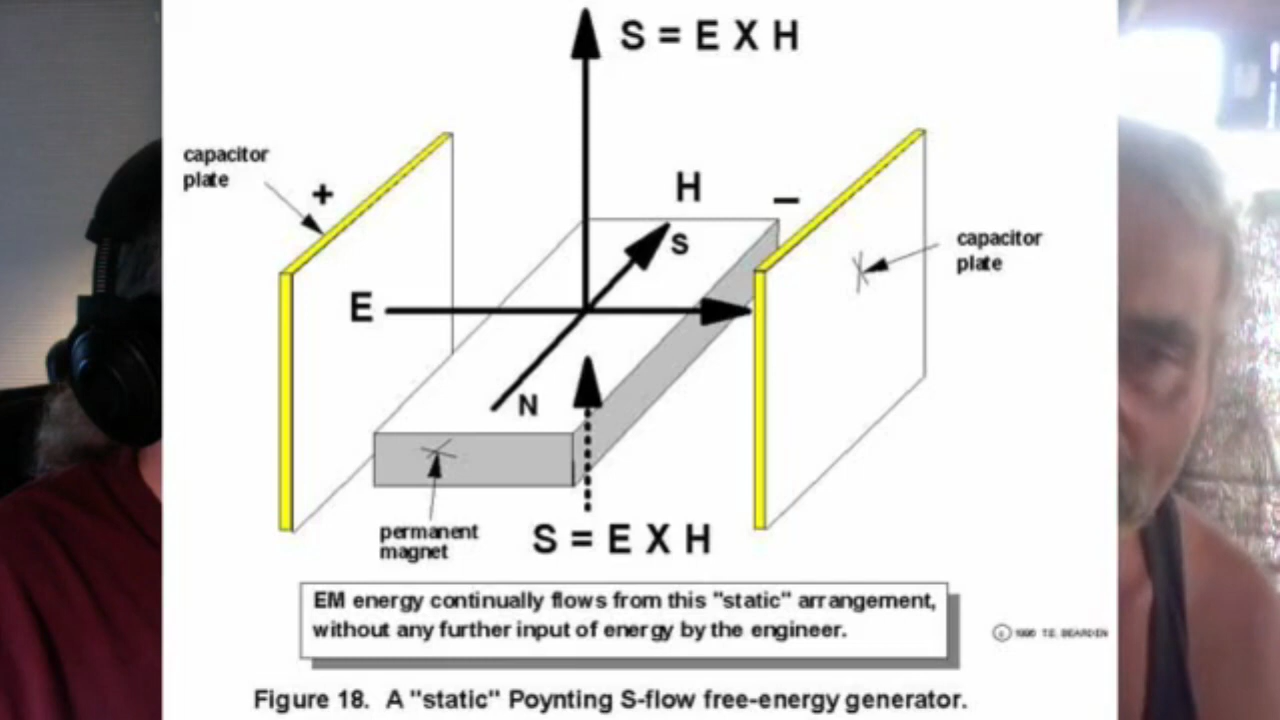 S = E X H
capacitor
plate
+
H
−
S
capacitor
plate
E
N
permanent
magnet
S = E X H
EM energy continually flows from this "static" arrangement,
without any further input of energy by the engineer.
© T.E. BEARDEN
Figure 18. A "static" Poynting S-flow free-energy generator.